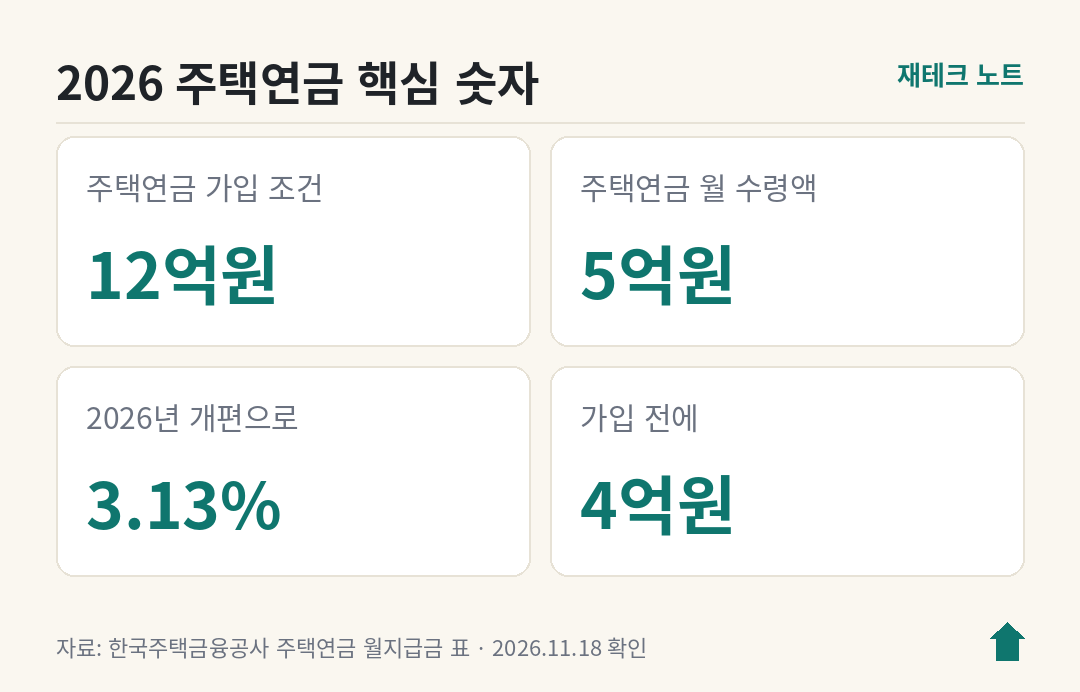 2026 주택연금 핵심 숫자
재테크 노트
주택연금 가입 조건
12억원
주택연금 월 수령액
5억원
2026년 개편으로
3.13%
가입 전에
4억원
자료: 한국주택금융공사 주택연금 월지급금 표 · 2026.11.18 확인